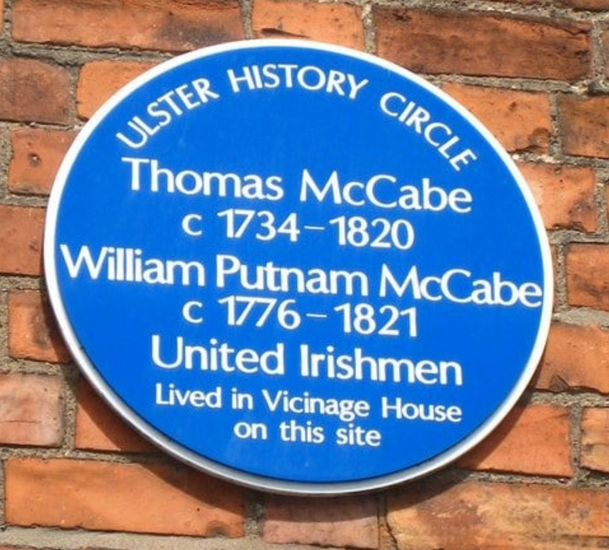 ULSTER HISTORY CIRCLE
Thomas McCabe
c 1734–1820
William Putnam McCabe
c 1776–1821
United Irishmen
Lived in Vicinage House
on this site